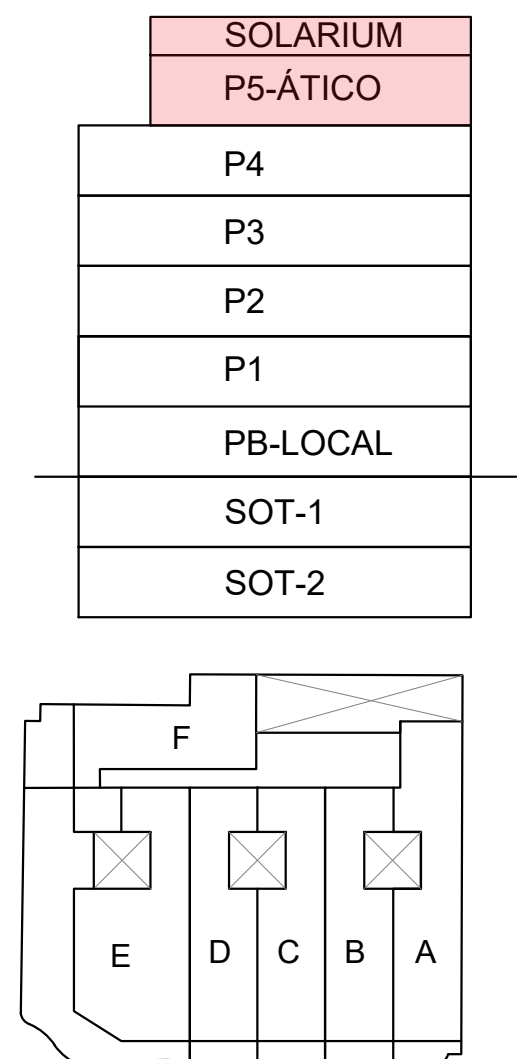 SOLARIUM
P5-ÁTICO
P4
P3
P2
P1
PB-LOCAL
SOT-1
SOT-2
F
E D C B A